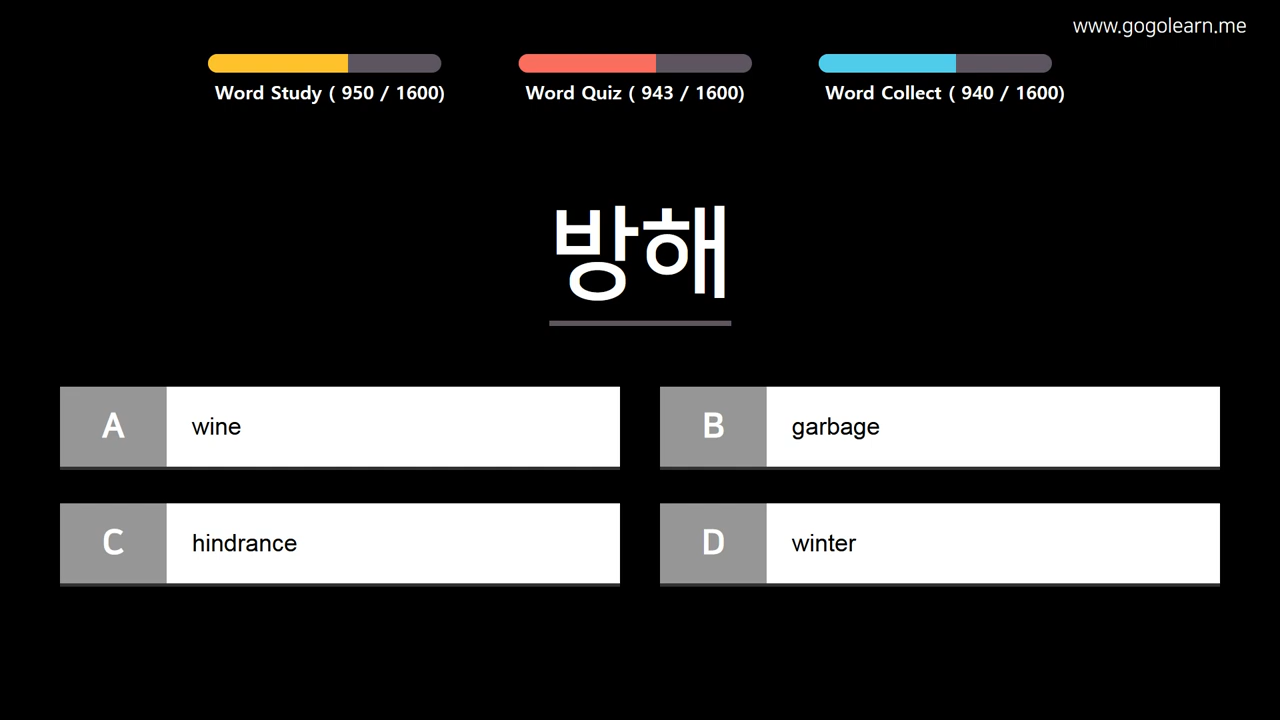 www.gogolearn.me
Word Study ( 950 / 1600)
Word Quiz ( 943 / 1600)
Word Collect ( 940 / 1600)
방해
A wine
B garbage
C hindrance
D winter